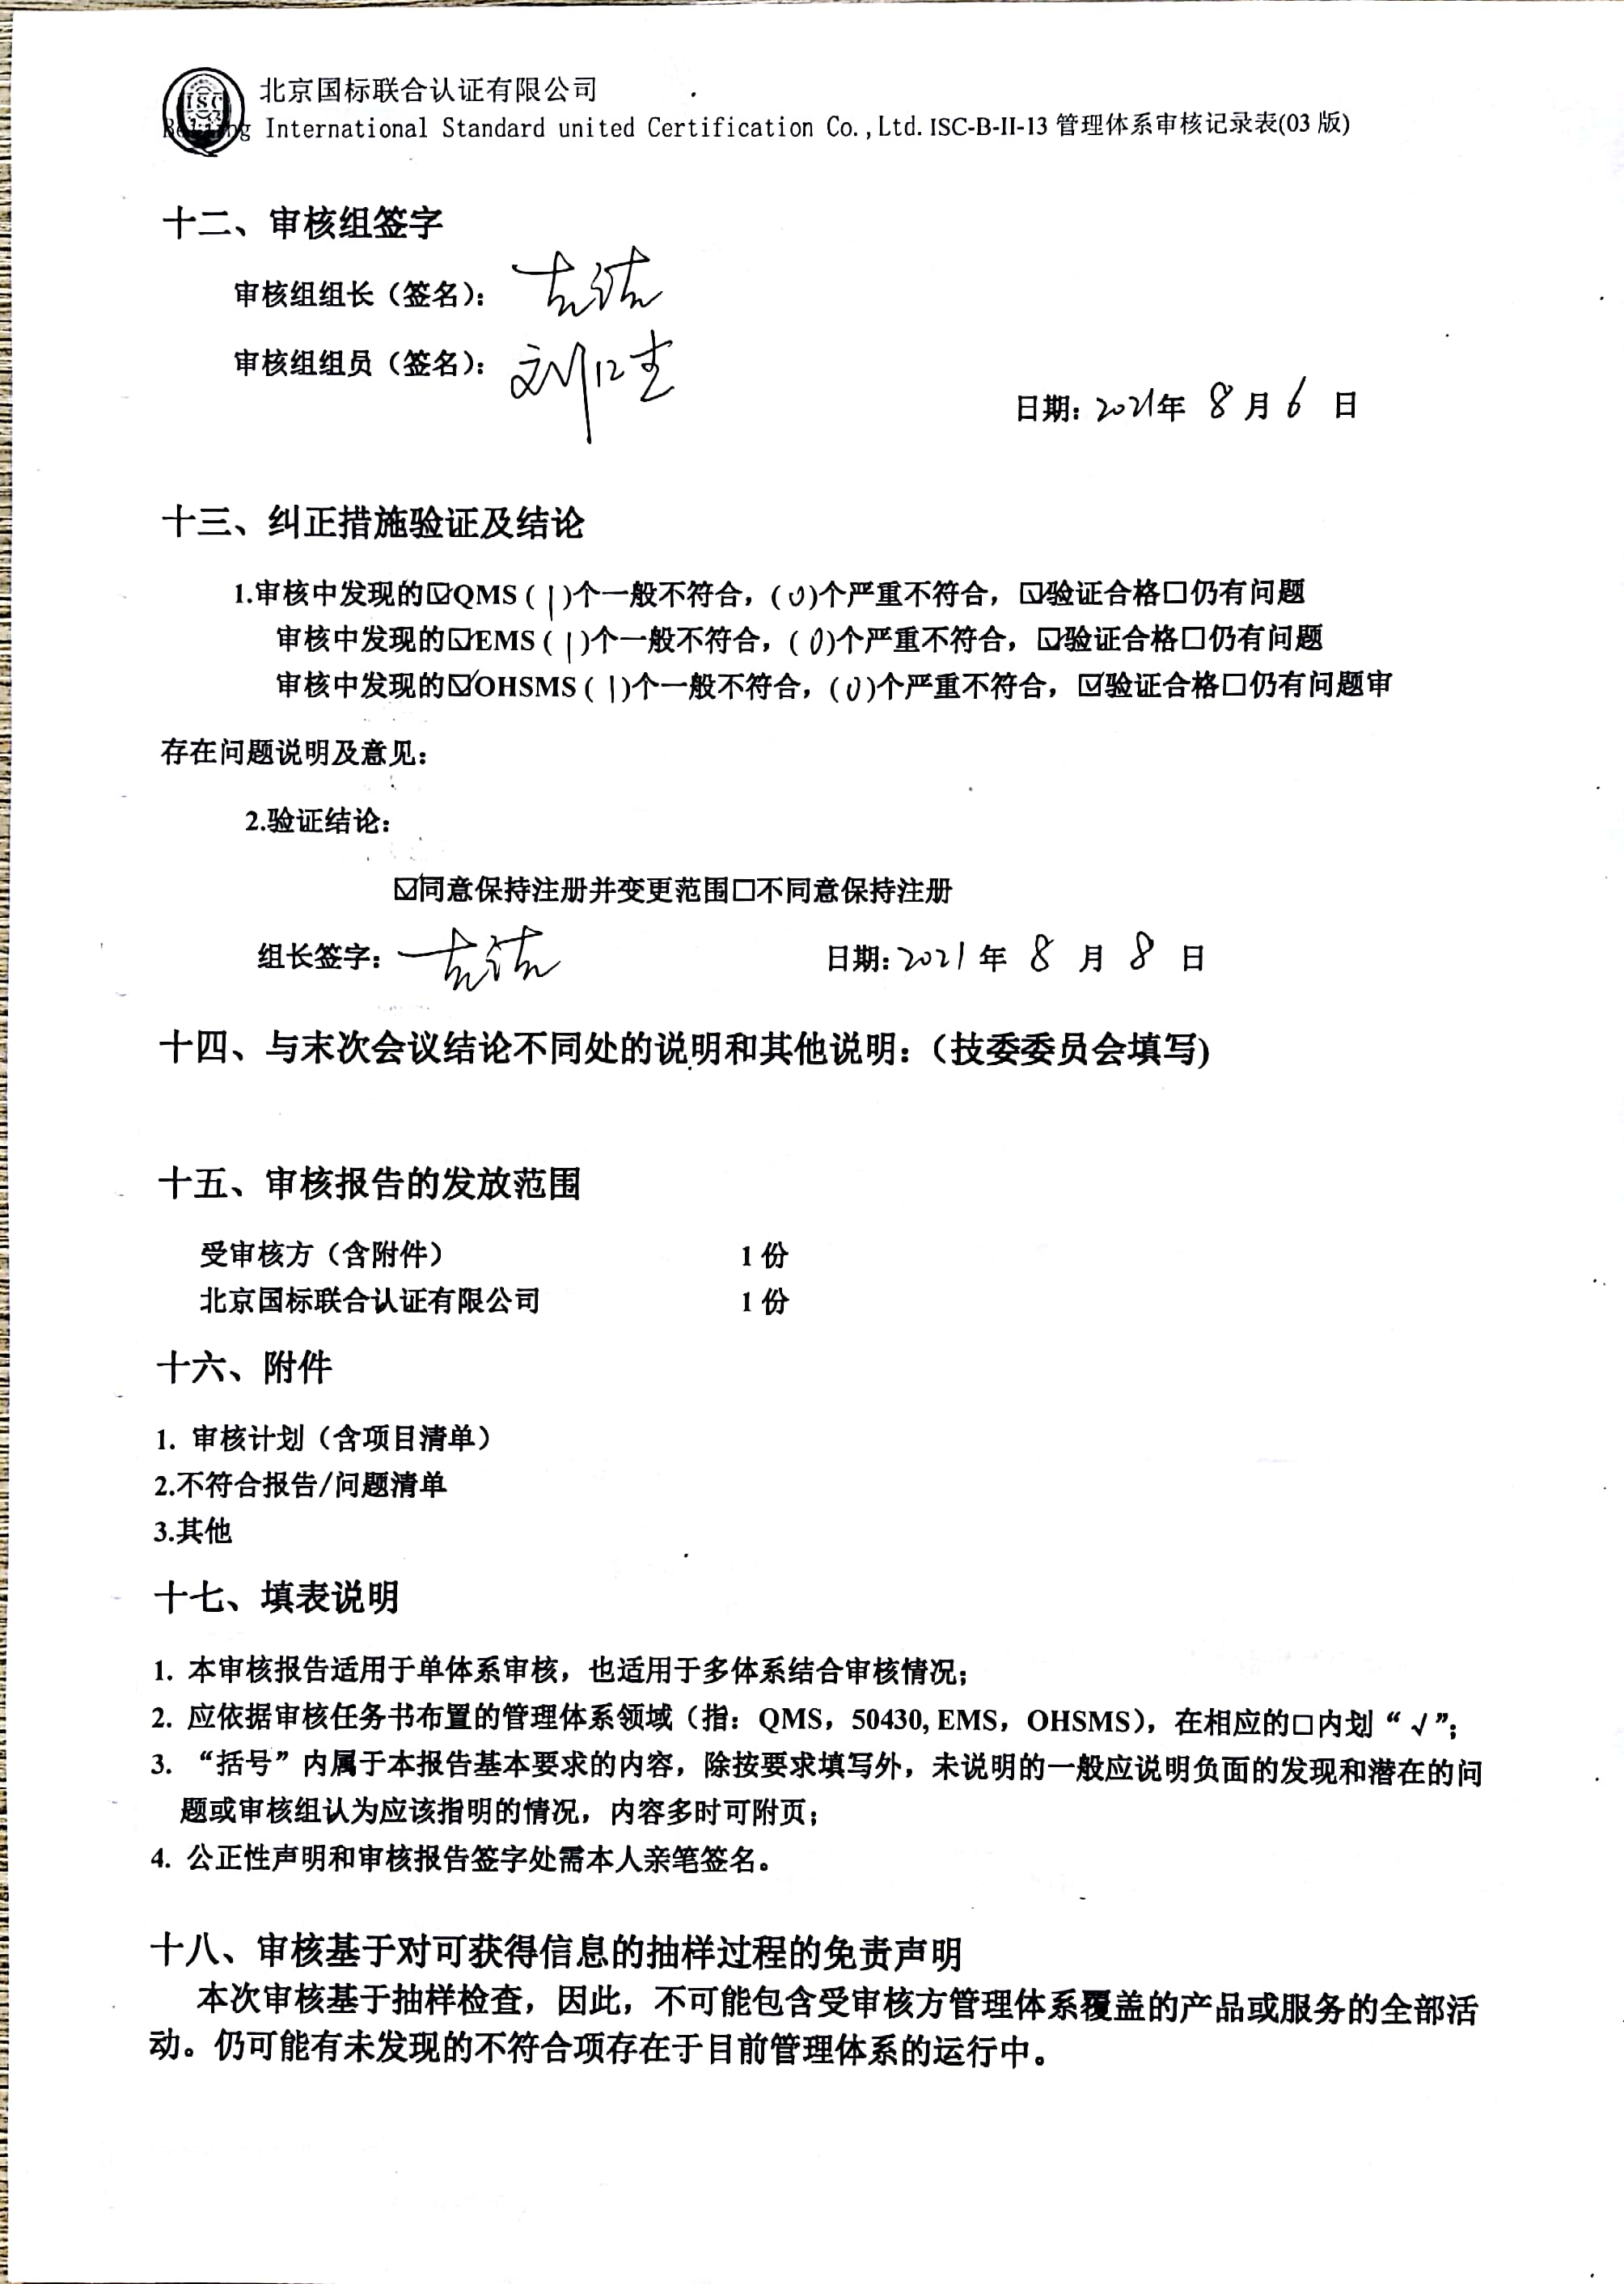 ISC
北京国标联合认证有限公司
Beijing International Standard united Certification Co.,Ltd. ISC-B-II-13 管理体系审核记录表(03 版)
十二、审核组签字
审核组组长（签名）：
审核组组员（签名）：刘
日期：2021年 8 月 6 日
十三、纠正措施验证及结论
1.审核中发现的☑QMS ( 1 )个一般不符合，( 0 )个严重不符合，☑验证合格□仍有问题
审核中发现的☑EMS ( 1 )个一般不符合，( 0 )个严重不符合，☑验证合格□仍有问题
审核中发现的☑OHSMS ( 1 )个一般不符合，( 0 )个严重不符合，☑验证合格□仍有问题审
存在问题说明及意见：
2.验证结论：
☑同意保持注册并变更范围□不同意保持注册
组长签字： 日期：2021 年 8 月 8 日
十四、与末次会议结论不同处的说明和其他说明：（技委委员会填写)
十五、审核报告的发放范围
受审核方（含附件） 1 份
北京国标联合认证有限公司 1 份
十六、附件
1. 审核计划（含项目清单）
2.不符合报告/问题清单
3.其他
十七、填表说明
1. 本审核报告适用于单体系审核，也适用于多体系结合审核情况；
2. 应依据审核任务书布置的管理体系领域（指：QMS，50430, EMS，OHSMS），在相应的□内划“ √ ”；
3. “括号”内属于本报告基本要求的内容，除按要求填写外，未说明的一般应说明负面的发现和潜在的问
题或审核组认为应该指明的情况，内容多时可附页；
4. 公正性声明和审核报告签字处需本人亲笔签名。
十八、审核基于对可获得信息的抽样过程的免责声明
本次审核基于抽样检查，因此，不可能包含受审核方管理体系覆盖的产品或服务的全部活
动。仍可能有未发现的不符合项存在于目前管理体系的运行中。